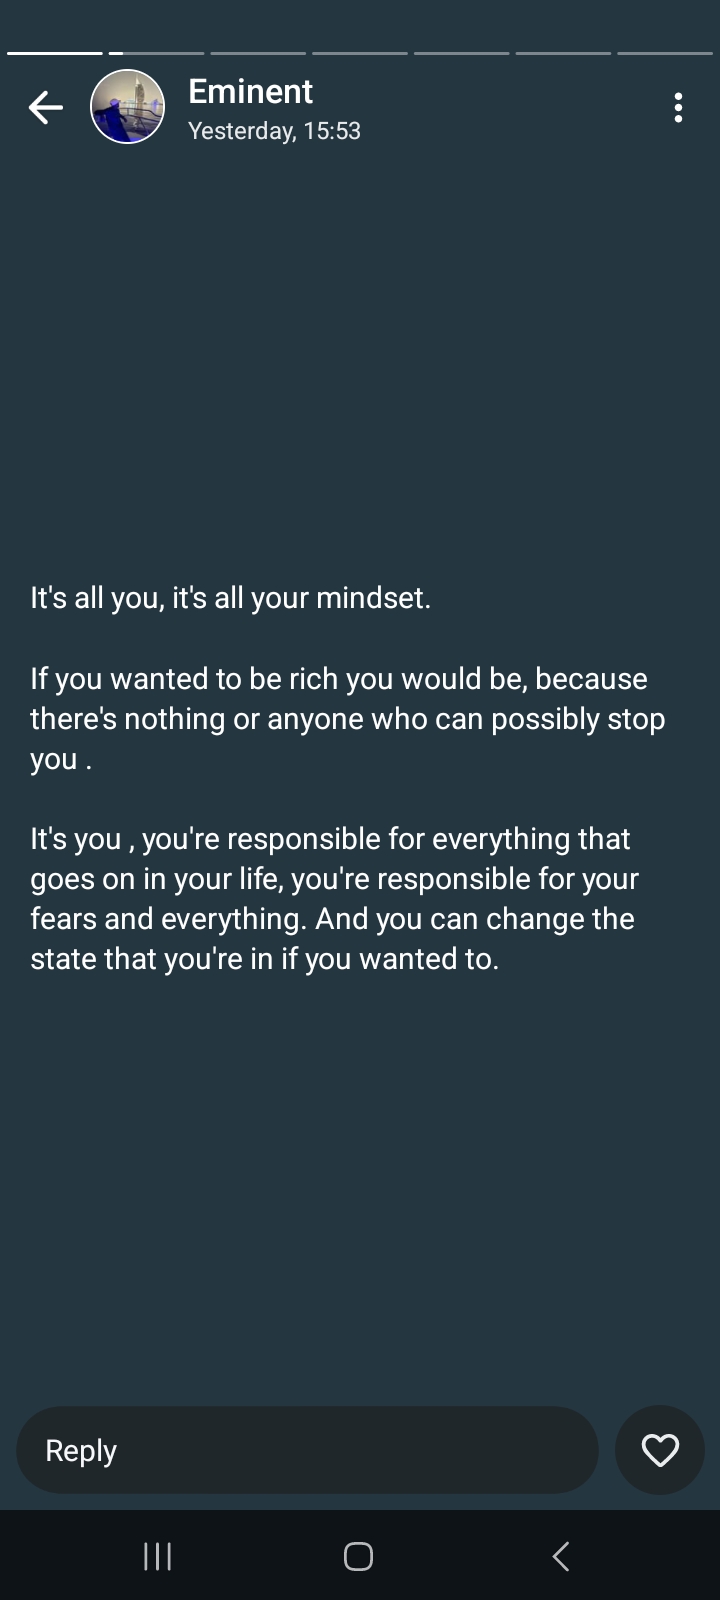 Eminent
Yesterday, 15:53
It's all you, it's all your mindset.
If you wanted to be rich you would be, because
there's nothing or anyone who can possibly stop
you .
It's you , you're responsible for everything that
goes on in your life, you're responsible for your
fears and everything. And you can change the
state that you're in if you wanted to.
Reply